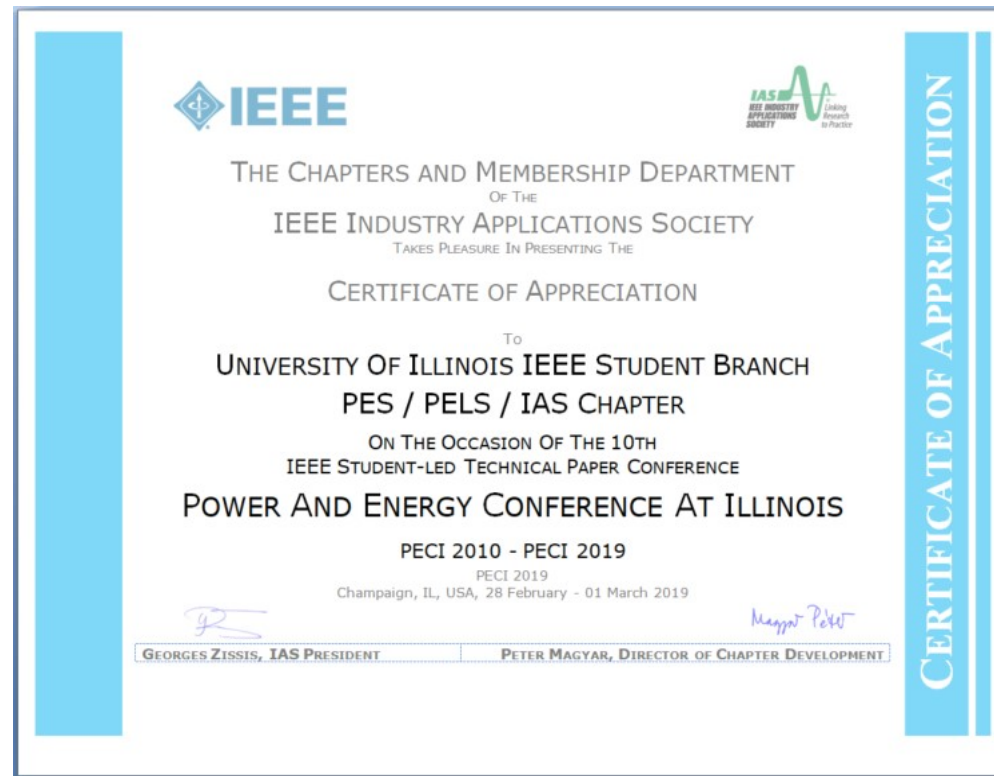 IEEE
IAS
IEEE INDUSTRY
APPLICATIONS
SOCIETY
Linking
Research
to Practice
THE CHAPTERS AND MEMBERSHIP DEPARTMENT
OF THE
IEEE INDUSTRY APPLICATIONS SOCIETY
TAKES PLEASURE IN PRESENTING THE
CERTIFICATE OF APPRECIATION
TO
UNIVERSITY OF ILLINOIS IEEE STUDENT BRANCH
PES / PELS / IAS CHAPTER
ON THE OCCASION OF THE 10TH
IEEE STUDENT-LED TECHNICAL PAPER CONFERENCE
POWER AND ENERGY CONFERENCE AT ILLINOIS
PECI 2010 - PECI 2019
PECI 2019
Champaign, IL, USA, 28 February - 01 March 2019
Magyar Péter
GEORGES ZISSIS, IAS PRESIDENT
PETER MAGYAR, DIRECTOR OF CHAPTER DEVELOPMENT
CERTIFICATE OF APPRECIATION